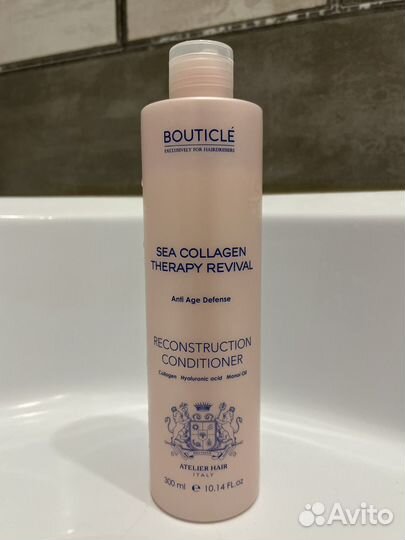 BOUTICLÉ
EXCLUSIVELY FOR HAIRDRESSERS
SEA COLLAGEN
THERAPY REVIVAL
Anti Age Defense
RECONSTRUCTION
CONDITIONER
Collagen Hyaluronic acid Monoi Oil
ATELIER HAIR
ITALY
300 ml e 10.14 FL.oz
Avito